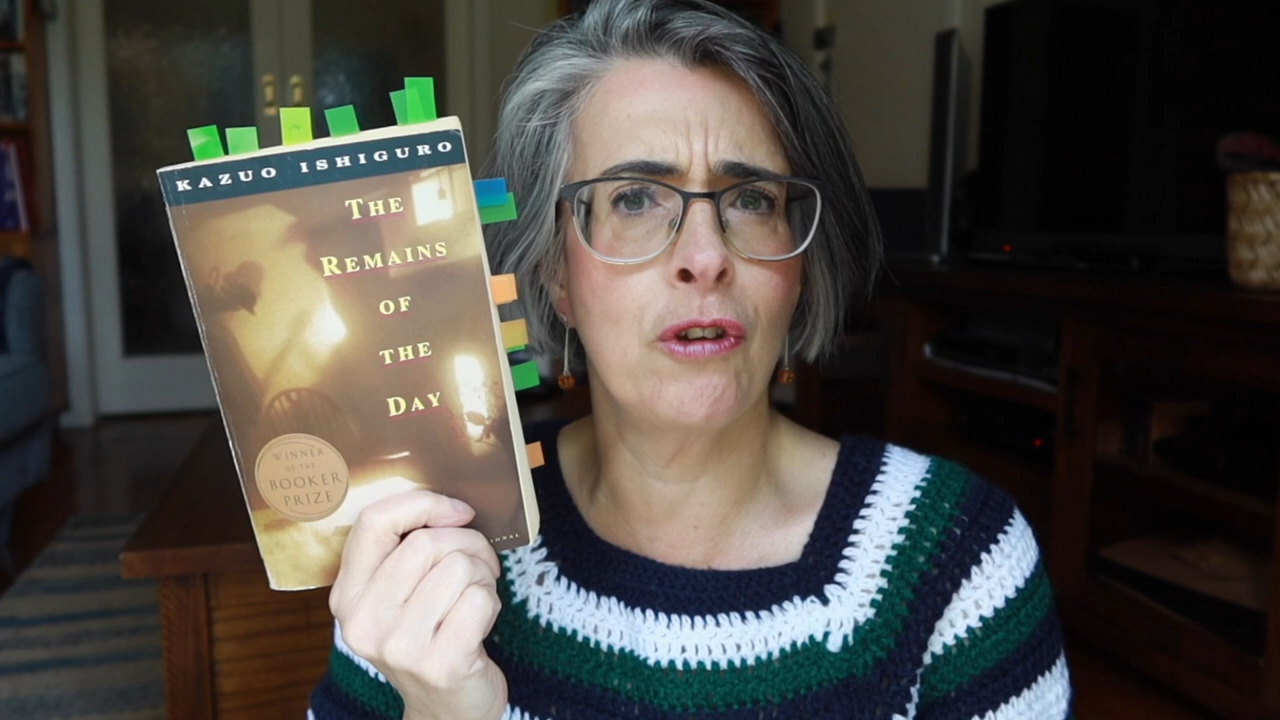 KAZUO ISHIGURO
THE
REMAINS
OF
THE
DAY
WINNER
OF THE
BOOKER
PRIZE